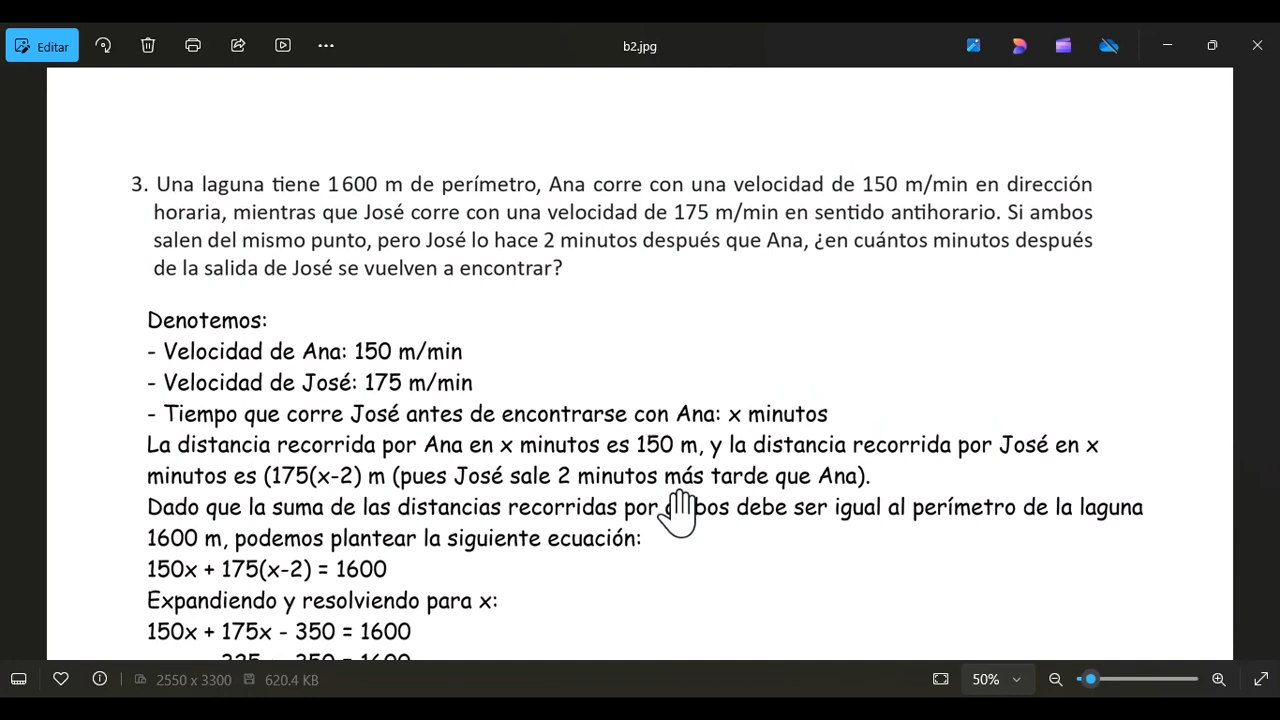 Editar
b2.jpg
3. Una laguna tiene 1600 m de perímetro, Ana corre con una velocidad de 150 m/min en dirección
horaria, mientras que José corre con una velocidad de 175 m/min en sentido antihorario. Si ambos
salen del mismo punto, pero José lo hace 2 minutos después que Ana, ¿en cuántos minutos después
de la salida de José se vuelven a encontrar?
Denotemos:
- Velocidad de Ana: 150 m/min
- Velocidad de José: 175 m/min
- Tiempo que corre José antes de encontrarse con Ana: x minutos
La distancia recorrida por Ana en x minutos es 150 m, y la distancia recorrida por José en x
minutos es (175(x-2) m (pues José sale 2 minutos más tarde que Ana).
Dado que la suma de las distancias recorridas por ambos debe ser igual al perímetro de la laguna
1600 m, podemos plantear la siguiente ecuación:
150x + 175(x-2) = 1600
Expandiendo y resolviendo para x:
150x + 175x - 350 = 1600
325x - 350 = 1600
2550 x 3300
620.4 KB
50%